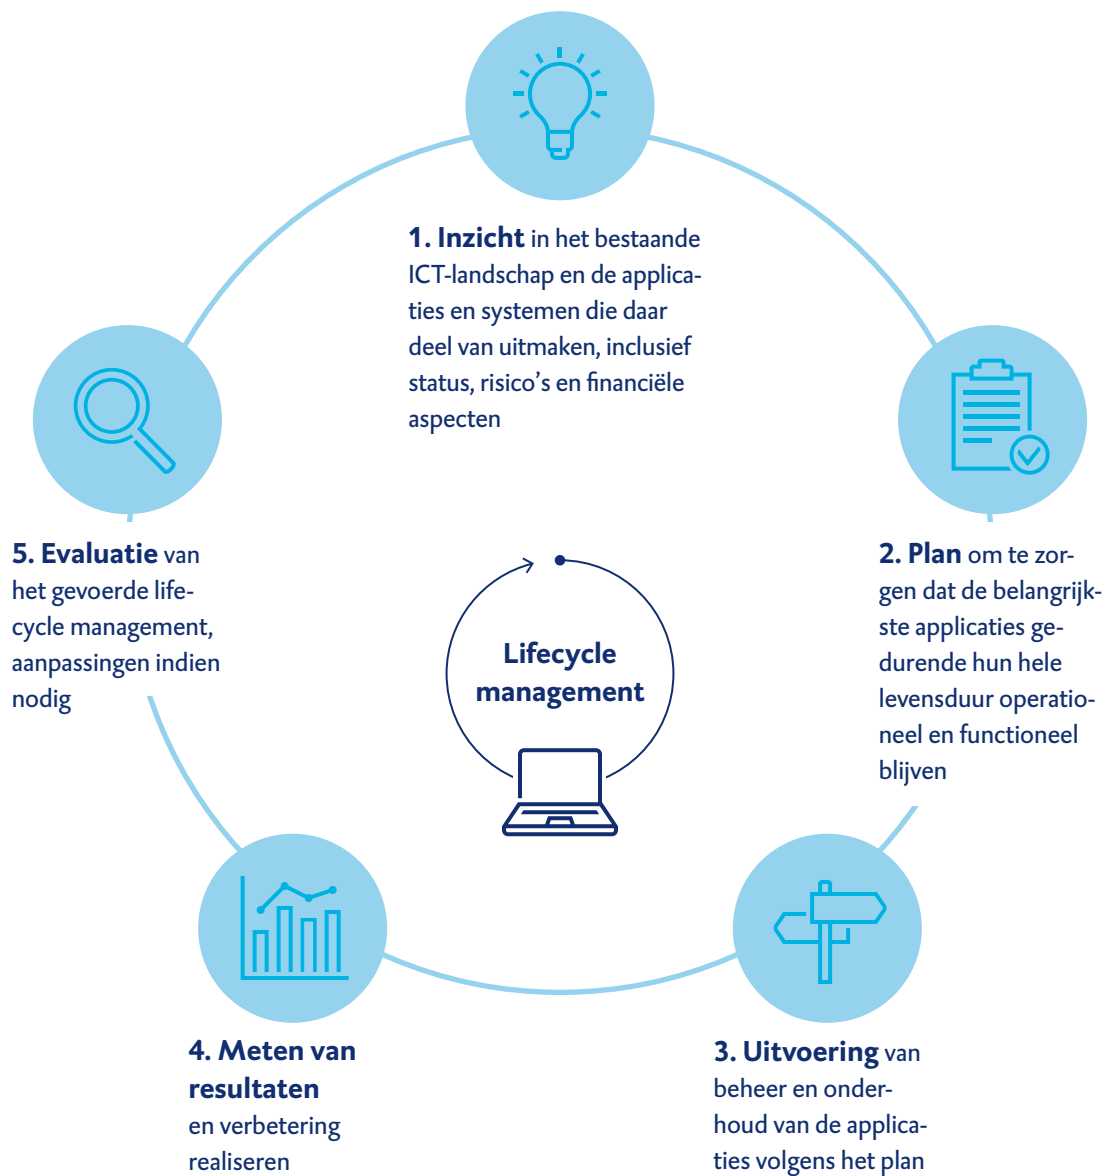 1. Inzicht in het bestaande
ICT-landschap en de applica-
ties en systemen die daar
deel van uitmaken, inclusief
status, risico’s en financiële
aspecten
2. Plan om te zor-
gen dat de belangrijk-
ste applicaties ge-
durende hun hele
levensduur operatio-
neel en functioneel
blijven
3. Uitvoering van
beheer en onder-
houd van de applica-
ties volgens het plan
4. Meten van
resultaten
en verbetering
realiseren
5. Evaluatie van
het gevoerde life-
cycle management,
aanpassingen indien
nodig
Lifecycle
management